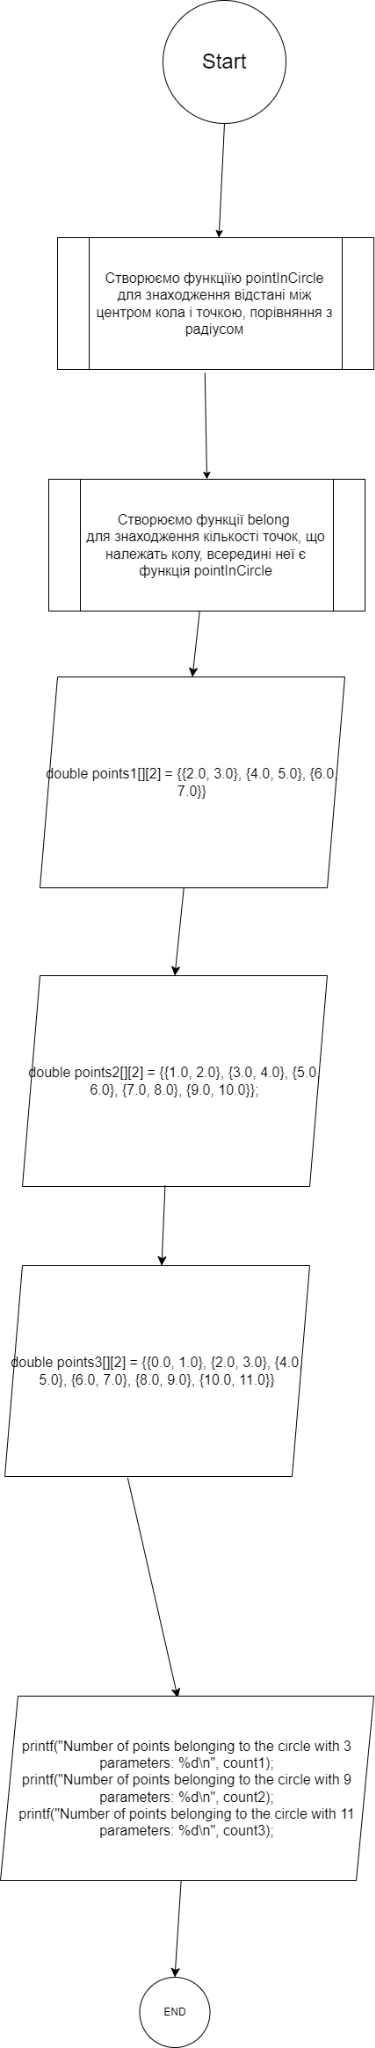 Start
Створюємо функціїю pointInCircle
для знаходження відстані між
центром кола і точкою, порівняння з
радіусом
Створюємо функції belong
для знаходження кількості точок, що
належать колу, всередині неї є
функція pointInCircle
double points1[][2] = {{2.0, 3.0}, {4.0, 5.0}, {6.0,
7.0}}
double points2[][2] = {{1.0, 2.0}, {3.0, 4.0}, {5.0,
6.0}, {7.0, 8.0}, {9.0, 10.0}};
double points3[][2] = {{0.0, 1.0}, {2.0, 3.0}, {4.0,
5.0}, {6.0, 7.0}, {8.0, 9.0}, {10.0, 11.0}}
printf("Number of points belonging to the circle with 3
parameters: %d\n", count1);
printf("Number of points belonging to the circle with 9
parameters: %d\n", count2);
printf("Number of points belonging to the circle with 11
parameters: %d\n", count3);
END